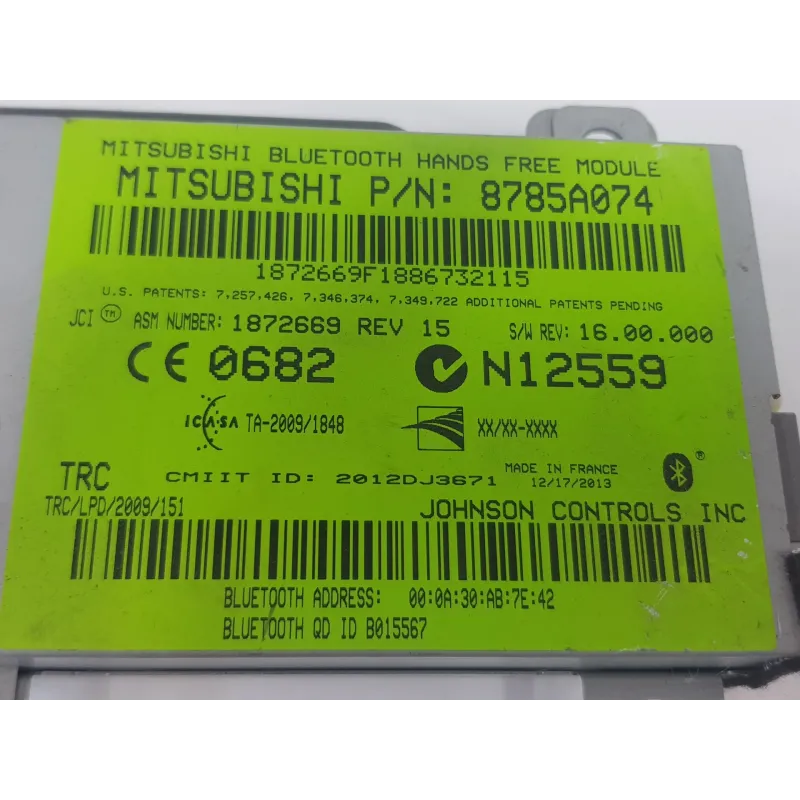 MITSUBISHI BLUETOOTH HANDS FREE MODULE
MITSUBISHI P/N: 8785A074
1872669F1886732115
U.S. PATENTS: 7,257,426, 7,346,374, 7,349,722 ADDITIONAL PATENTS PENDING
JCI TM ASM NUMBER: 1872669 REV 15 S/W REV: 16.00.000
CE 0682 N12559
ICASA TA-2009/1848 XX/XX-XXXX
TRC CMIIT ID: 2012DJ3671 MADE IN FRANCE
12/17/2013 ®
TRC/LPD/2009/151 JOHNSON CONTROLS INC
BLUETOOTH ADDRESS: 00:0A:30:AB:7E:42
BLUETOOTH QD ID B015567